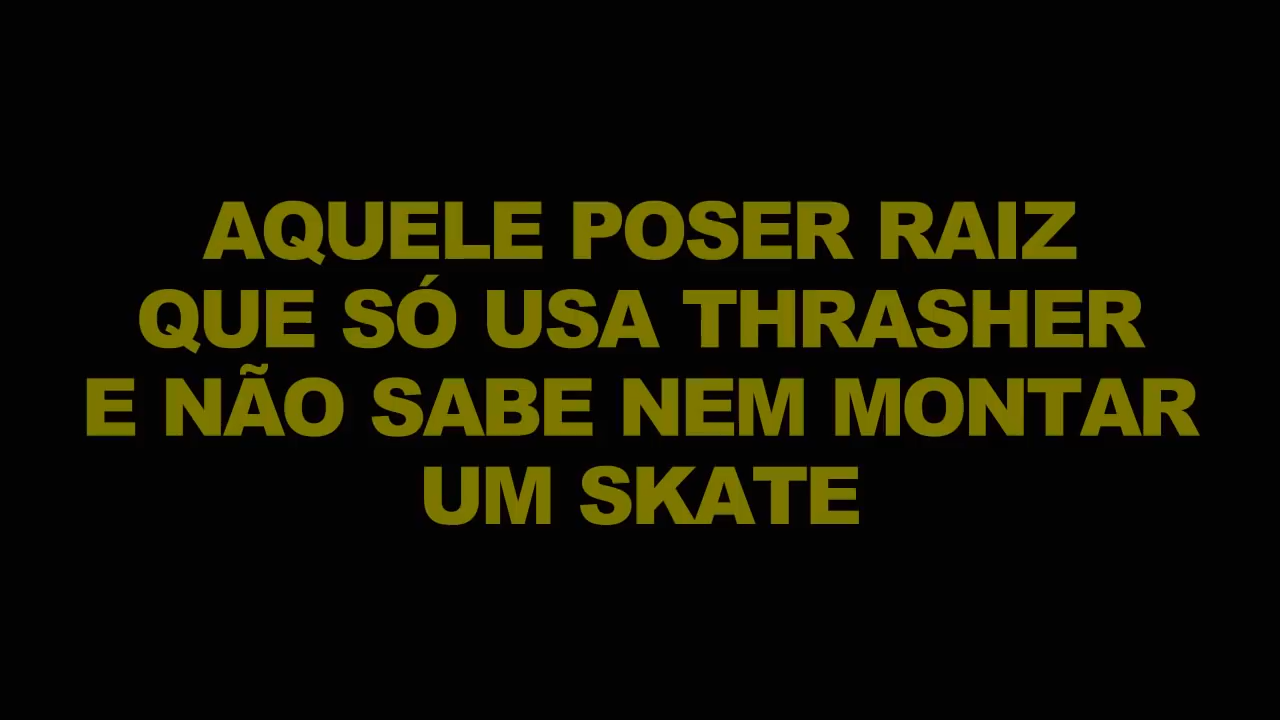 AQUELE POSER RAIZ
QUE SÓ USA THRASHER
E NÃO SABE NEM MONTAR
UM SKATE